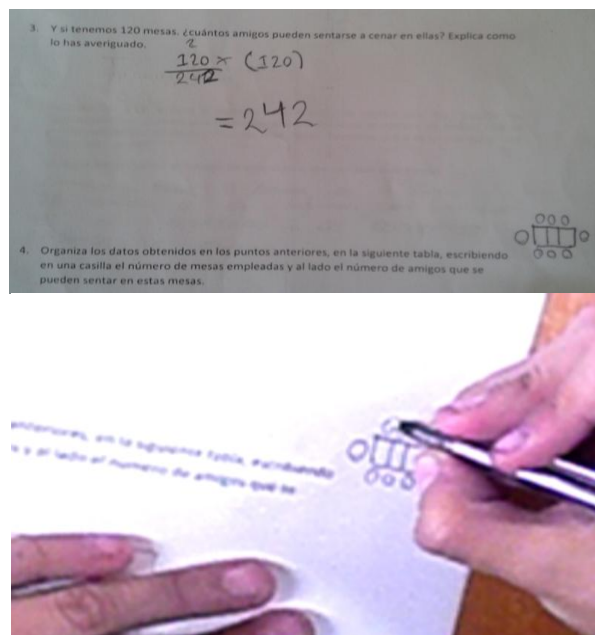 3. Y si tenemos 120 mesas. ¿cuántos amigos pueden sentarse a cenar en ellas? Explica como
lo has averiguado.
2
120 x (120)
242
= 242
4. Organiza los datos obtenidos en los puntos anteriores, en la siguiente tabla, escribiendo
en una casilla el número de mesas empleadas y al lado el número de amigos que se
pueden sentar en estas mesas.
anteriores, en la siguiente tabla, escribiendo
s y al lado el número de amigos que se